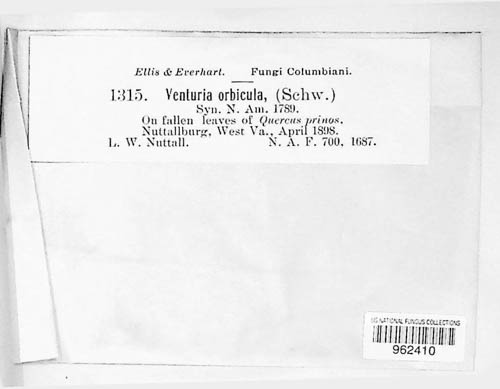 Ellis & Everhart. Fungi Columbiani.
1315. Venturia orbicula, (Schw.)
Syn. N. Am. 1789.
On fallen leaves of Quercus prinos,
Nuttallburg, West Va., April 1898.
L. W. Nuttall. N. A. F. 700, 1687.
US NATIONAL FUNGUS COLLECTIONS
962410